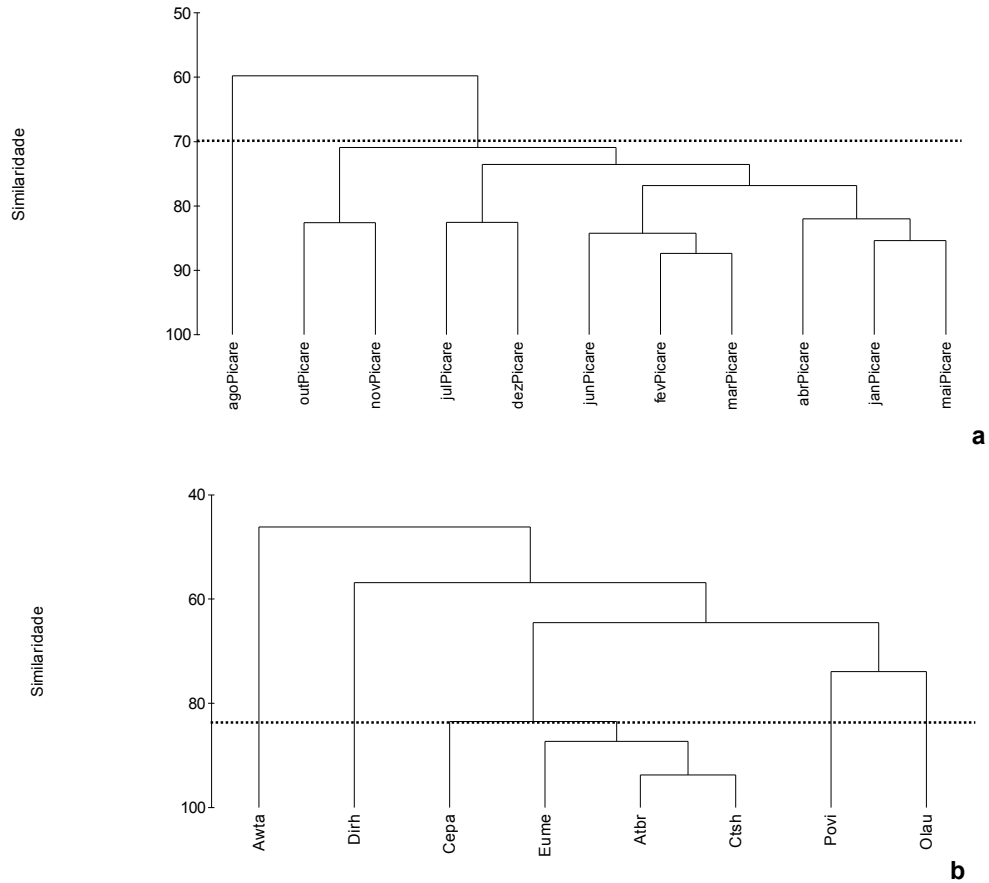 50
60
70
80
90
100
Similaridade
agoPicare
outPicare
novPicare
julPicare
dezPicare
junPicare
fevPicare
marPicare
abrPicare
janPicare
maiPicare
a
40
60
80
100
Similaridade
Awta
Dirh
Cepa
Eume
Atbr
Ctsh
Povi
Olau
b